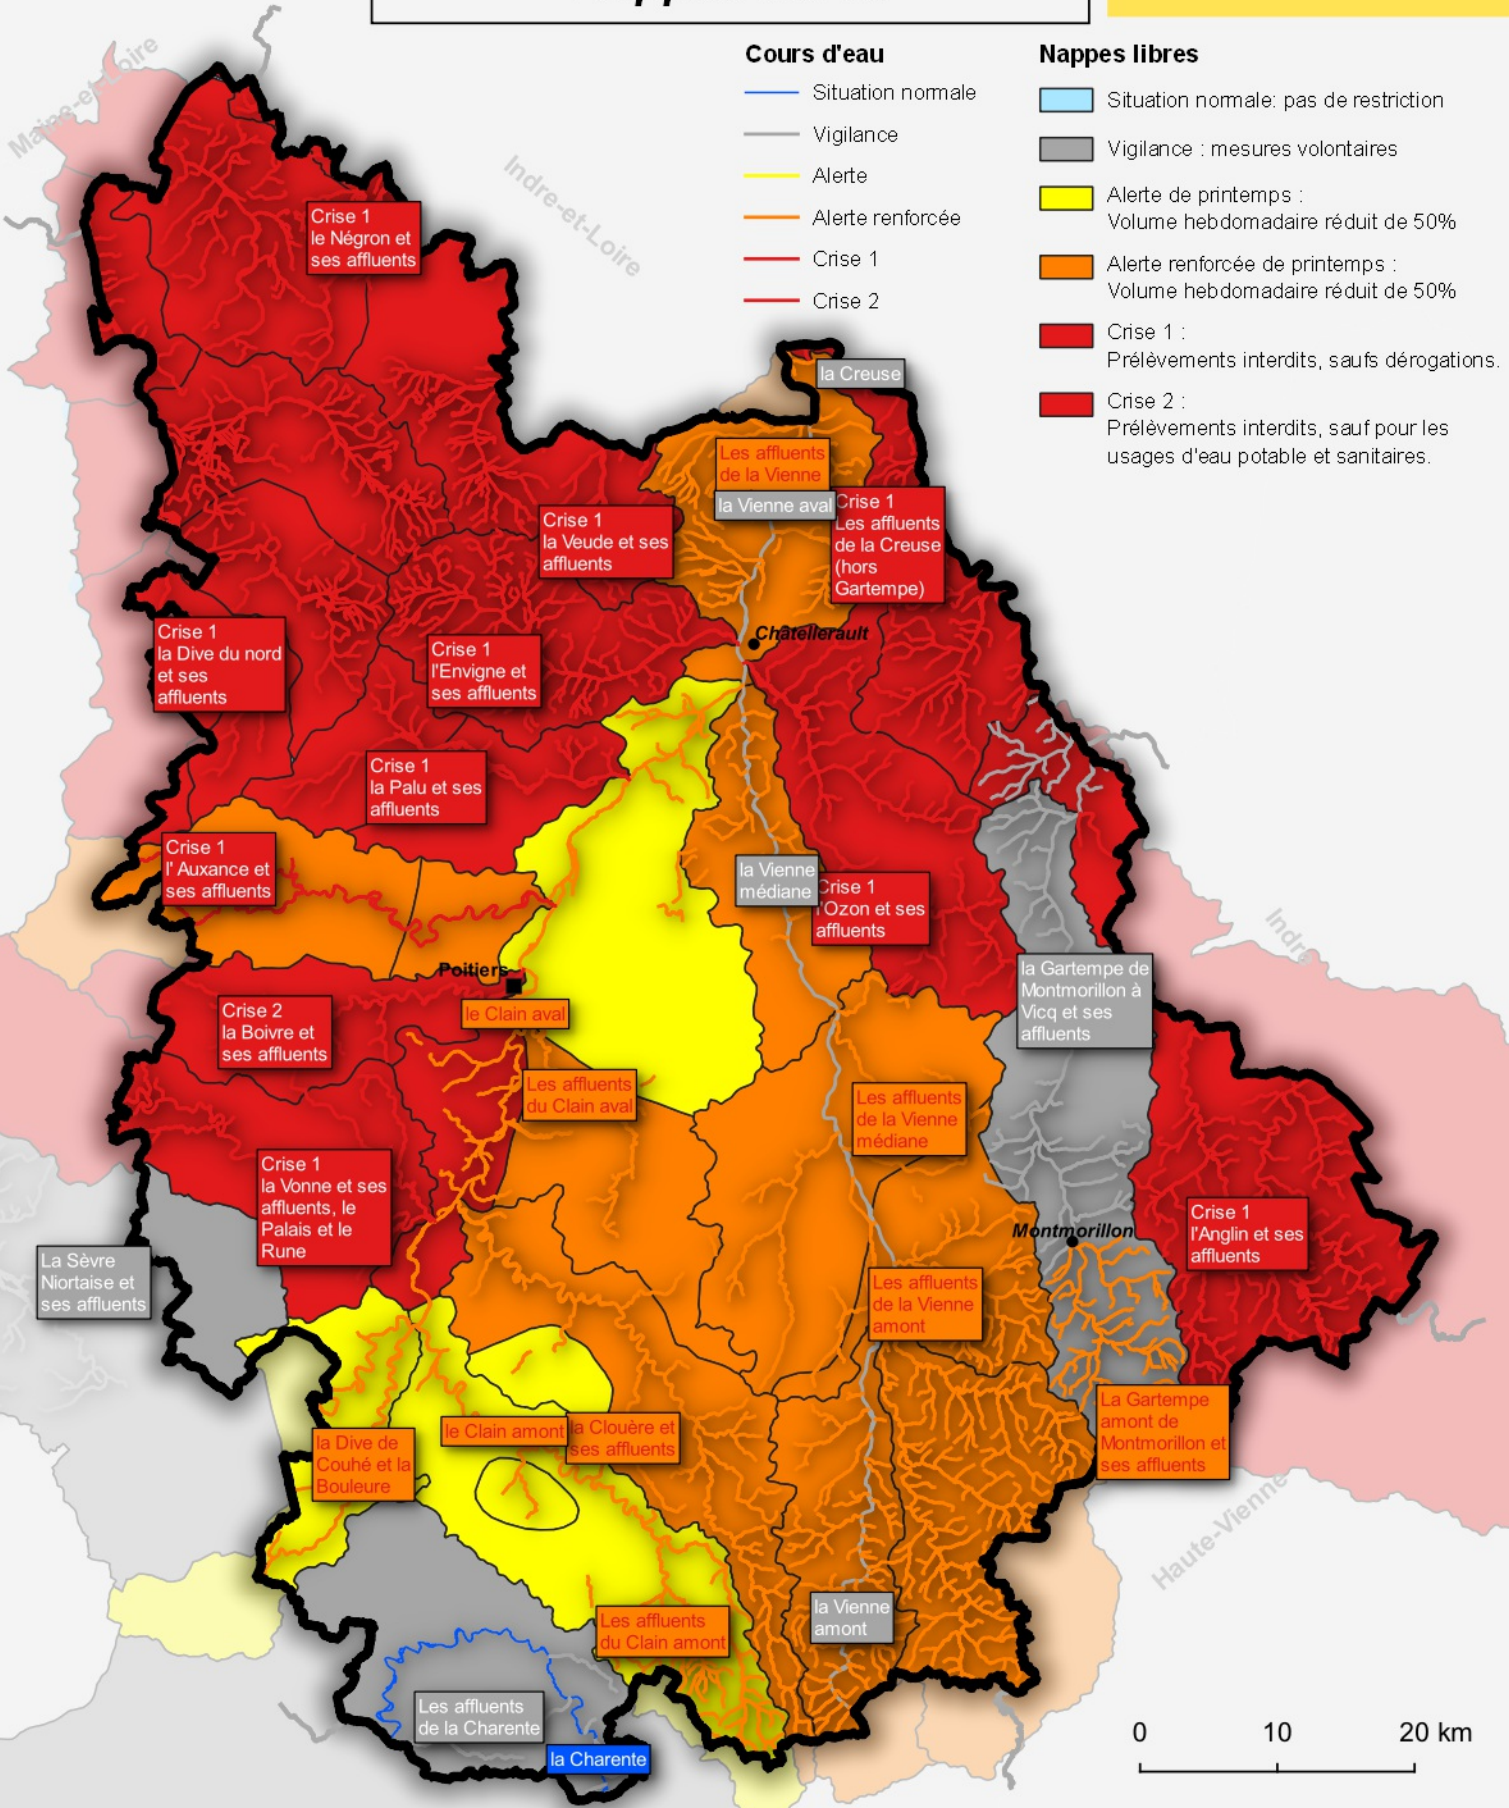 Cours d'eau
Situation normale
Vigilance
Alerte
Alerte renforcée
Crise 1
Crise 2
Nappes libres
Situation normale: pas de restriction
Vigilance : mesures volontaires
Alerte de printemps :
Volume hebdomadaire réduit de 50%
Alerte renforcée de printemps :
Volume hebdomadaire réduit de 50%
Crise 1 :
Prélèvements interdits, saufs dérogations.
Crise 2 :
Prélèvements interdits, sauf pour les
usages d'eau potable et sanitaires.
Maine-et-Loire
Indre-et-Loire
Crise 1
le Négron et
ses affluents
la Creuse
Les affluents
de la Vienne
la Vienne aval
Crise 1
Les affluents
de la Creuse
(hors
Gartempe)
Crise 1
la Veude et ses
affluents
Châtellerault
Crise 1
la Dive du nord
et ses
affluents
Crise 1
l'Envigne et
ses affluents
Crise 1
la Palu et ses
affluents
Crise 1
l' Auxance et
ses affluents
la Vienne
médiane
Crise 1
l'Ozon et ses
affluents
Indre
Poitiers
la Gartempe de
Montmorillon à
Vicq et ses
affluents
Crise 2
la Boivre et
ses affluents
le Clain aval
Les affluents
du Clain aval
Les affluents
de la Vienne
médiane
Crise 1
la Vonne et ses
affluents, le
Palais et le
Rune
Montmorillon
Crise 1
l'Anglin et ses
affluents
La Sèvre
Niortaise et
ses affluents
Les affluents
de la Vienne
amont
La Gartempe
amont de
Montmorillon et
ses affluents
le Clain amont
la Clouère et
ses affluents
la Dive de
Couhé et la
Bouleure
Haute-Vienne
la Vienne
amont
Les affluents
du Clain amont
Les affluents
de la Charente
la Charente
0 10 20 km